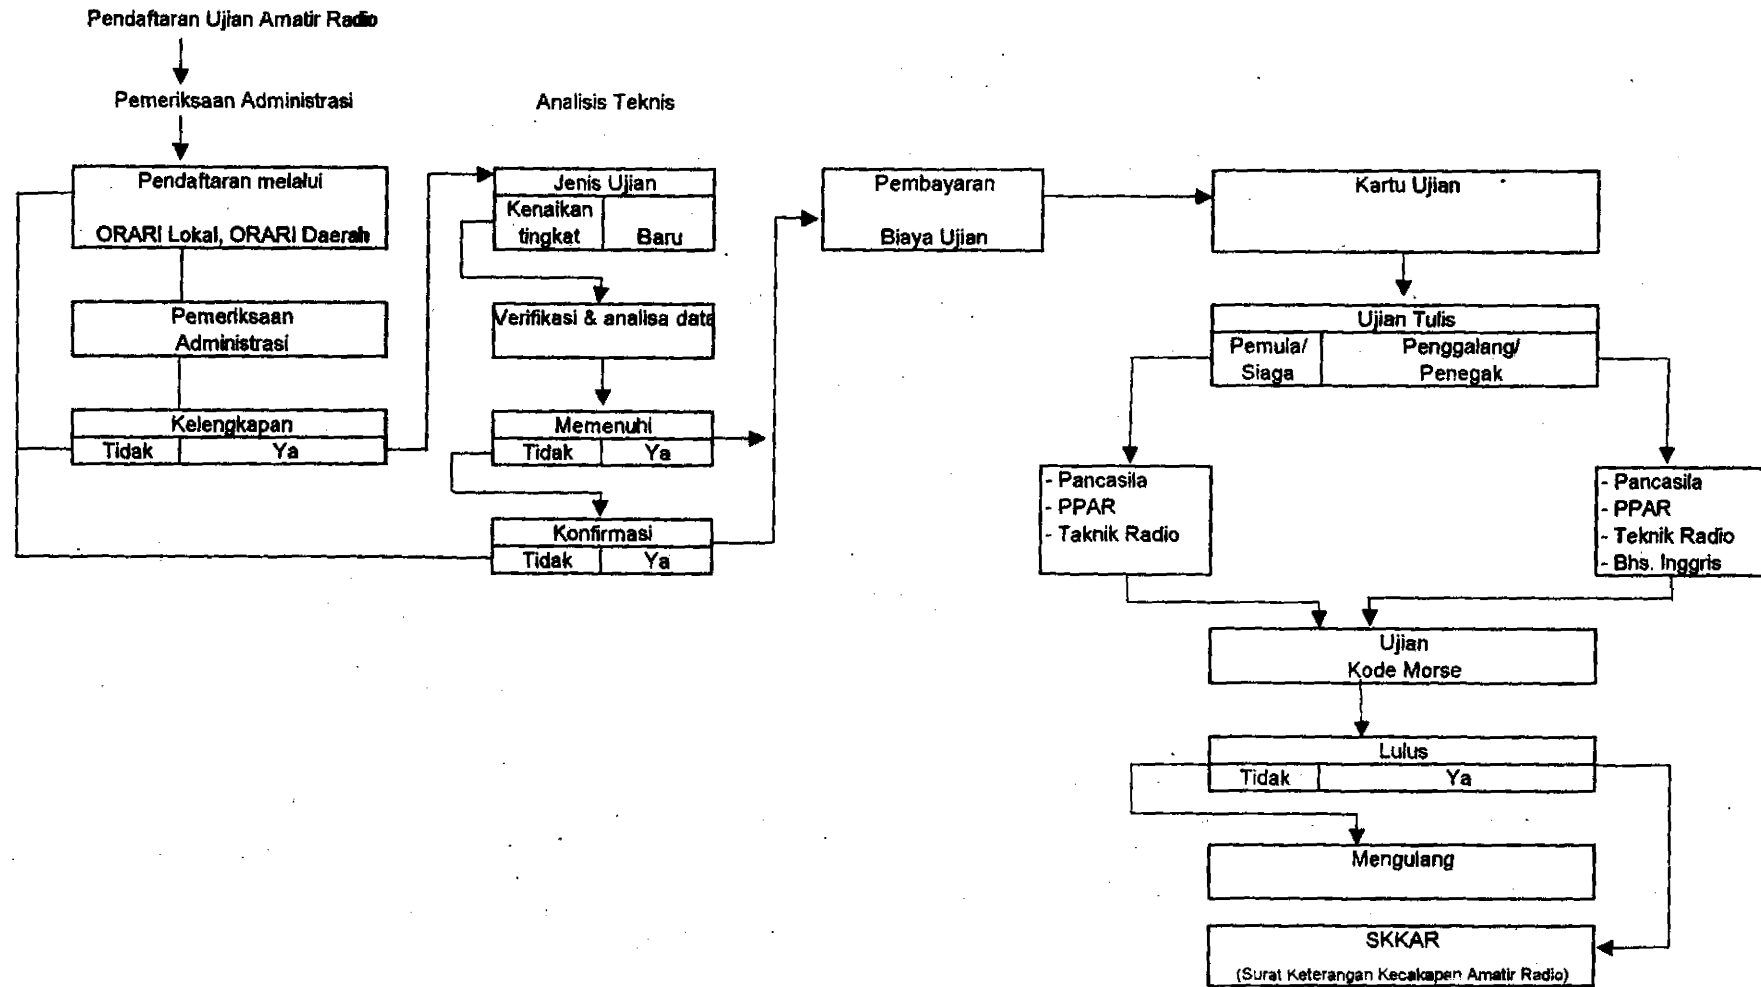 Pendaftaran Ujian Amatir Radio
Pemeriksaan Administrasi
Pendaftaran melalui
ORARI Lokal, ORARI Daerah
Pemeriksaan
Administrasi
Kelengkapan
Tidak Ya
Analisis Teknis
Jenis Ujian
Kenaikan
tingkat Baru
Verifikasi & analisa data
Memenuhi
Tidak Ya
Konfirmasi
Tidak Ya
Pembayaran
Biaya Ujian
Kartu Ujian
Ujian Tulis
Pemula/ Penggalang/
Siaga Penegak
- Pancasila
- PPAR
- Taknik Radio
- Pancasila
- PPAR
- Teknik Radio
- Bhs. Inggris
Ujian
Kode Morse
Lulus
Tidak Ya
Mengulang
SKKAR
(Surat Keterangan Kecakapan Amatir Radio)